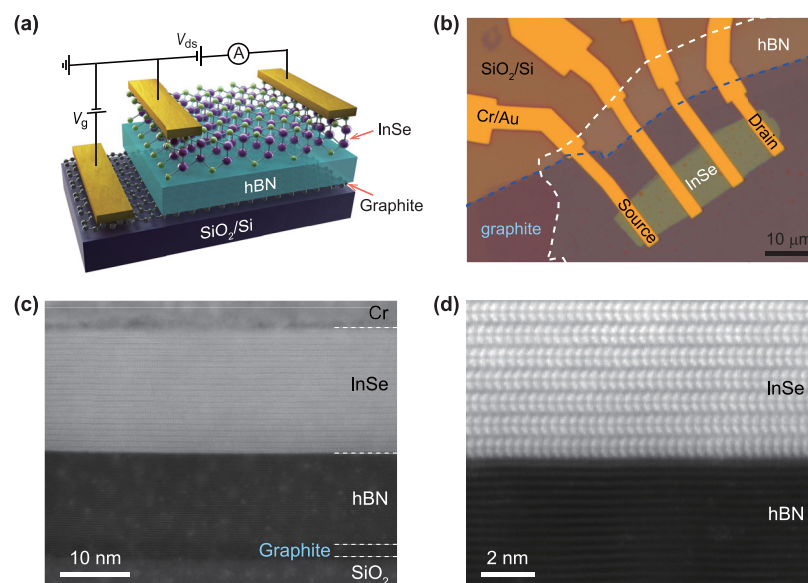 (a)
V_ds
A
V_g
InSe
hBN
Graphite
SiO₂/Si
(b)
hBN
SiO₂/Si
Cr/Au
Drain
InSe
Source
graphite
10 μm
(c)
Cr
InSe
hBN
Graphite
10 nm
SiO₂
(d)
InSe
hBN
2 nm